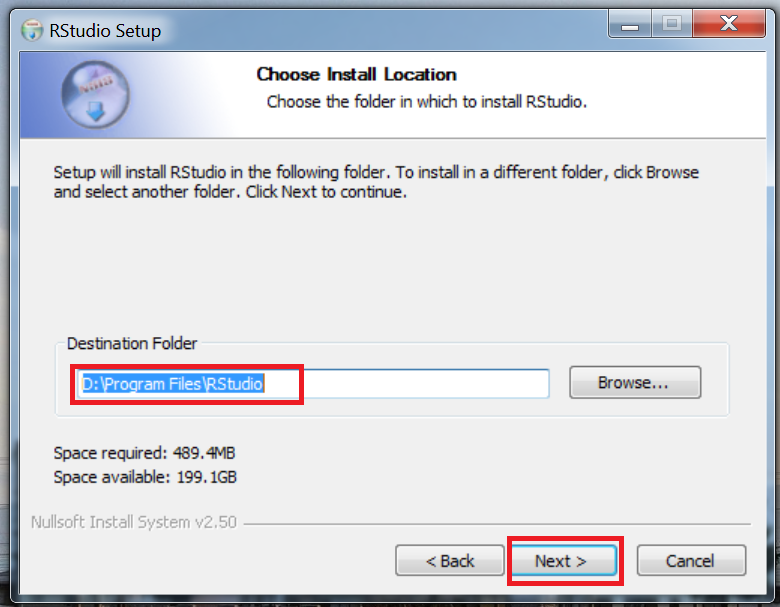 RStudio Setup
Choose Install Location
Choose the folder in which to install RStudio.
Setup will install RStudio in the following folder. To install in a different folder, click Browse
and select another folder. Click Next to continue.
Destination Folder
D:\Program Files\RStudio
Browse...
Space required: 489.4MB
Space available: 199.1GB
Nullsoft Install System v2.50
< Back
Next >
Cancel